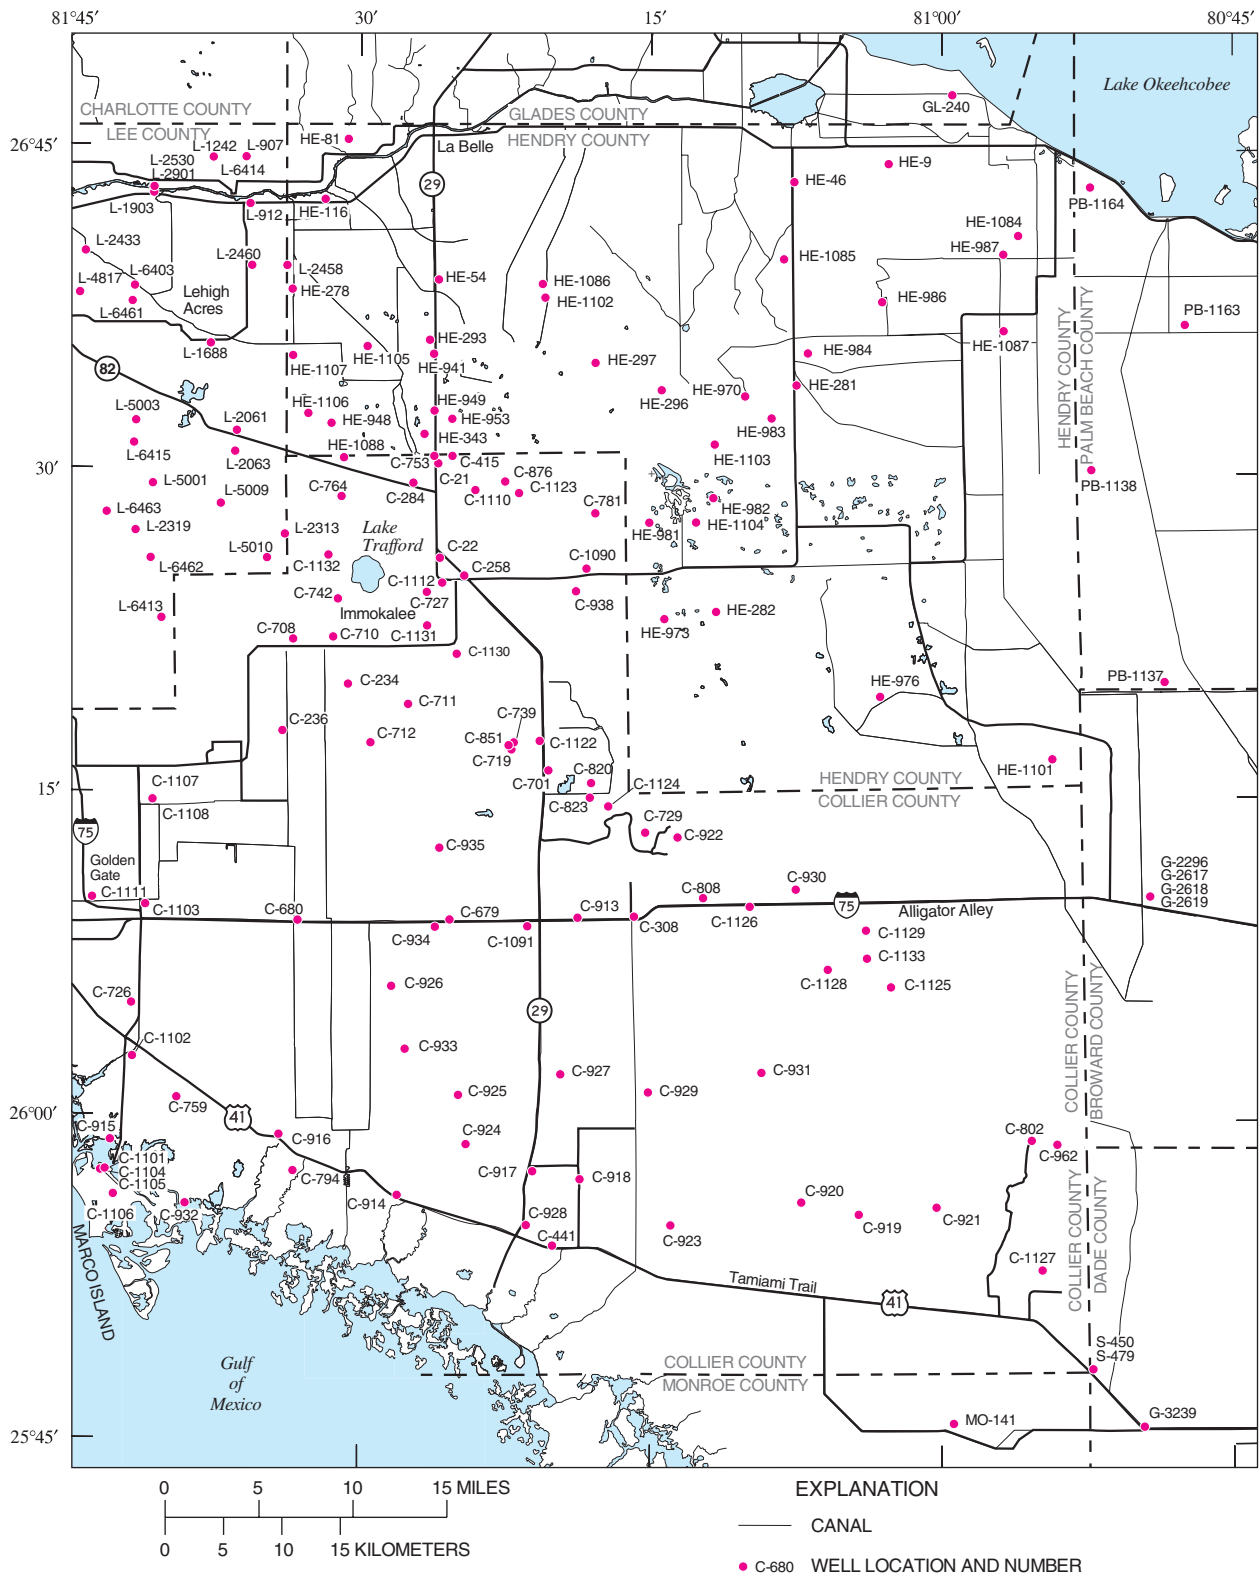 81°45′ 30′ 15′ 81°00′ 80°45′
Lake Okeehcobee
GL-240
CHARLOTTE COUNTY
LEE COUNTY
GLADES COUNTY
HENDRY COUNTY
26°45′
HE-81
La Belle
L-1242
L-907
L-2530
L-2901
L-6414
HE-9
29
HE-46
PB-1164
L-1903
L-912
HE-116
HE-1084
L-2433
L-2460
HE-987
L-4817
L-6403
L-2458
HE-54
HE-1086
HE-1085
HE-278
HE-1102
HE-986
Lehigh
Acres
L-6461
PB-1163
HENDRY COUNTY
PALM BEACH COUNTY
HE-293
HE-1087
L-1688
HE-1105
HE-984
HE-1107
HE-941
HE-297
82
HE-281
HE-970
HE-296
L-5003
HE-1106
HE-949
L-2061
HE-948
HE-953
HE-983
L-6415
HE-1088
HE-343
L-2063
HE-1103
30′
C-753
C-415
C-21
C-876
L-5001
C-764
C-284
C-1110
C-1123
PB-1138
L-5009
C-781
HE-982
L-6463
L-2319
L-2313
Lake
Trafford
HE-981
HE-1104
L-5010
C-22
L-6462
C-1132
C-258
C-1090
C-1112
C-742
C-727
C-938
Immokalee
HE-282
L-6413
HE-973
C-708
C-710
C-1131
C-1130
C-234
HE-976
PB-1137
C-711
C-236
C-739
C-712
C-851
C-1122
C-719
HE-1101
C-701
C-820
C-1107
C-1124
HENDRY COUNTY
COLLIER COUNTY
15′
C-823
C-1108
C-729
75
C-922
C-935
Golden
Gate
C-930
G-2296
G-2617
G-2618
G-2619
C-1111
C-808
C-1103
C-680
C-679
C-913
75
Alligator Alley
C-934
C-1091
C-308
C-1126
C-1129
C-1133
C-1128
C-926
C-1125
C-726
29
COLLIER COUNTY
BROWARD COUNTY
C-1102
C-933
C-927
C-931
C-925
C-929
C-759
26°00′
41
C-915
C-916
C-924
C-802
C-962
C-1101
C-1104
C-1105
C-794
C-917
C-918
C-1106
C-932
C-914
C-920
C-928
C-919
C-921
C-923
C-441
COLLIER COUNTY
DADE COUNTY
MARCO ISLAND
C-1127
Tamiami Trail
41
S-450
S-479
Gulf
of
Mexico
COLLIER COUNTY
MONROE COUNTY
MO-141
G-3239
25°45′
0 5 10 15 MILES
0 5 10 15 KILOMETERS
EXPLANATION
CANAL
C-680 WELL LOCATION AND NUMBER